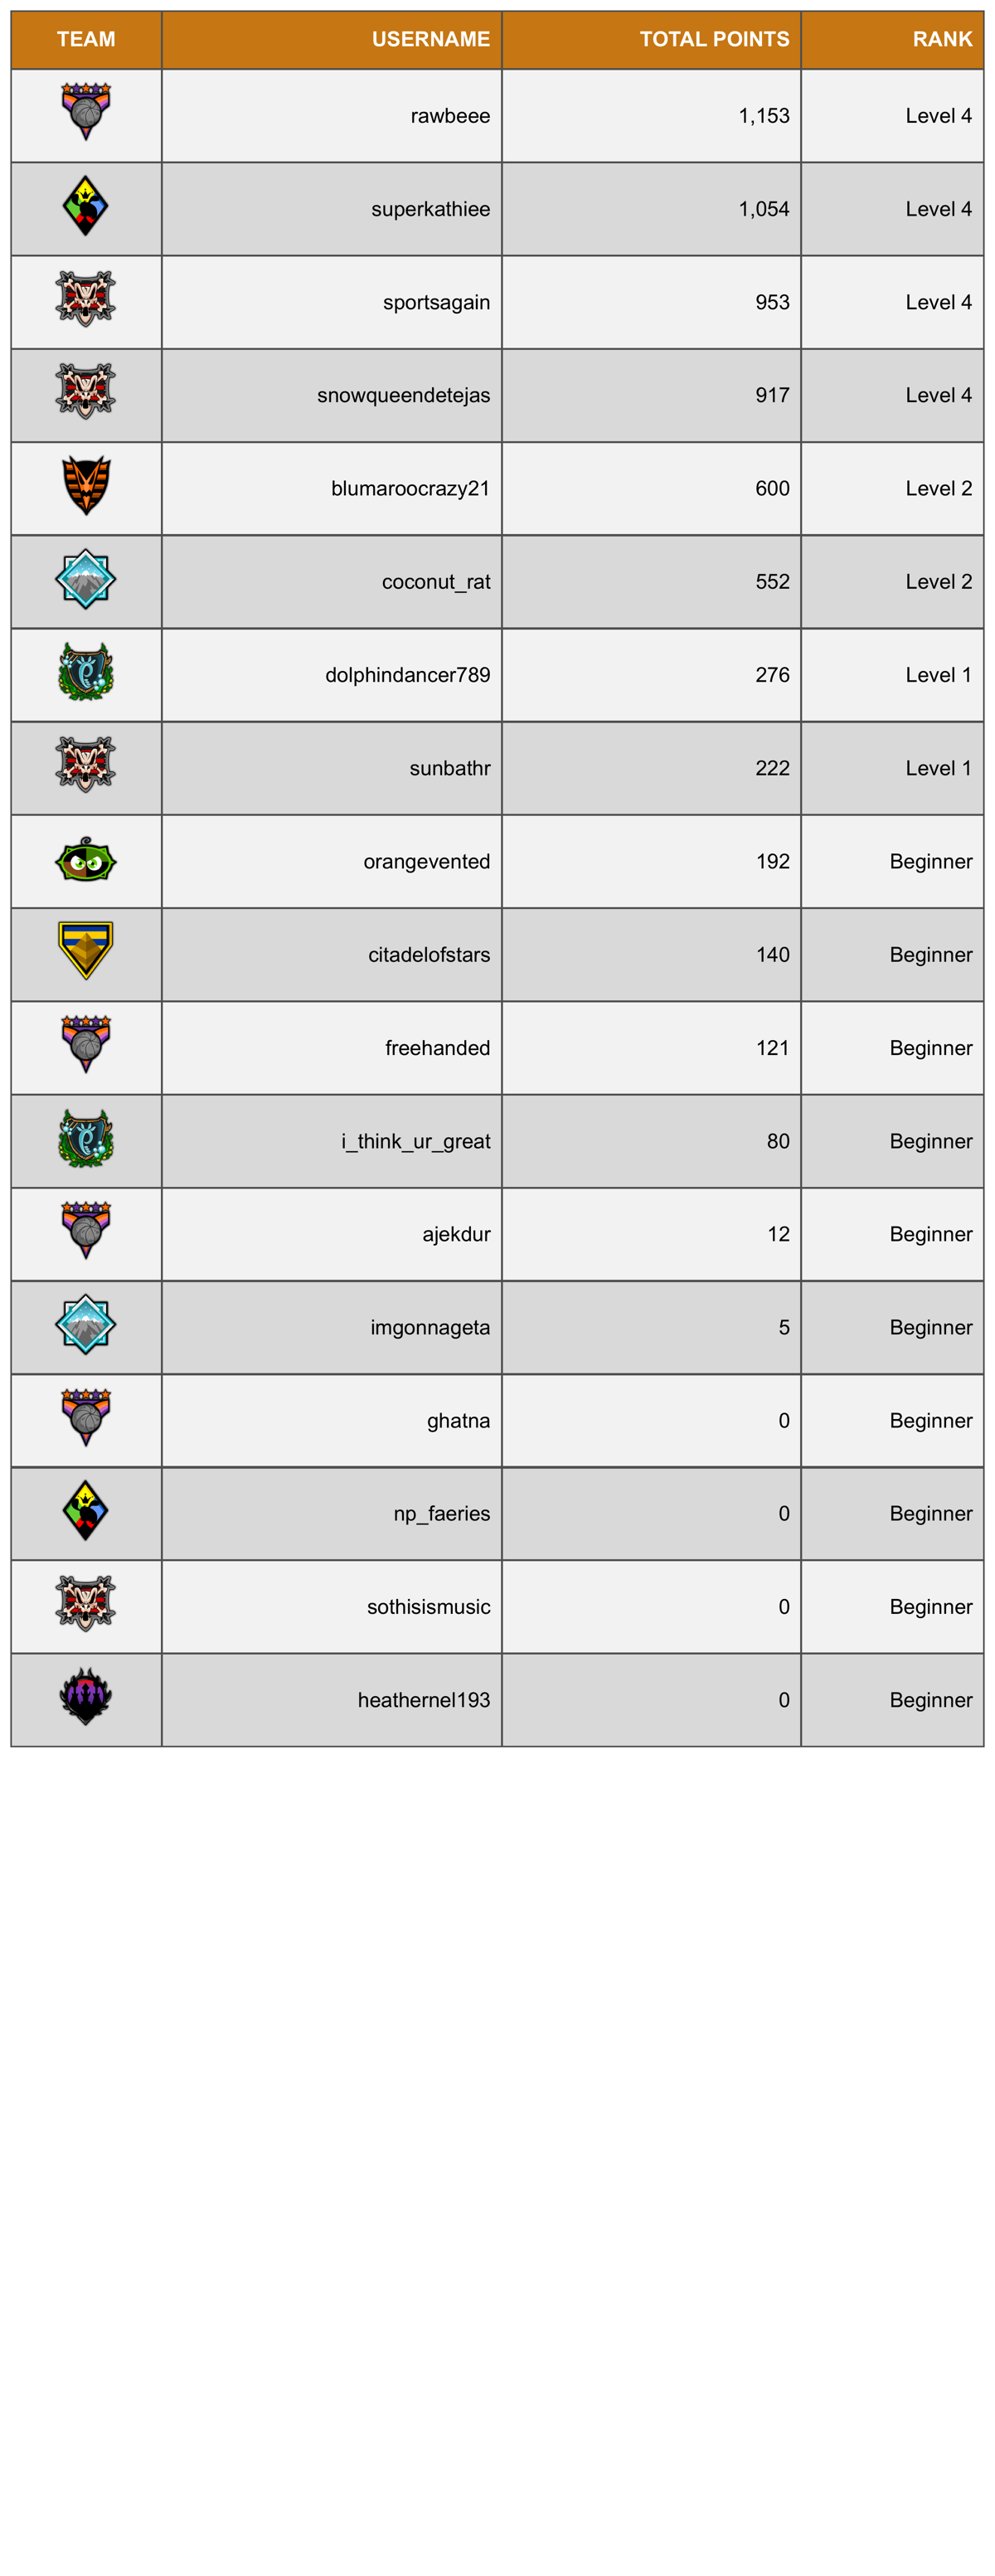 TEAM USERNAME TOTAL POINTS RANK
rawbeee 1,153 Level 4
superkathiee 1,054 Level 4
sportsagain 953 Level 4
snowqueendetejas 917 Level 4
blumaroocrazy21 600 Level 2
coconut_rat 552 Level 2
dolphindancer789 276 Level 1
sunbathr 222 Level 1
orangevented 192 Beginner
citadelofstars 140 Beginner
freehanded 121 Beginner
i_think_ur_great 80 Beginner
ajekdur 12 Beginner
imgonnageta 5 Beginner
ghatna 0 Beginner
np_faeries 0 Beginner
sothisismusic 0 Beginner
heathernel193 0 Beginner